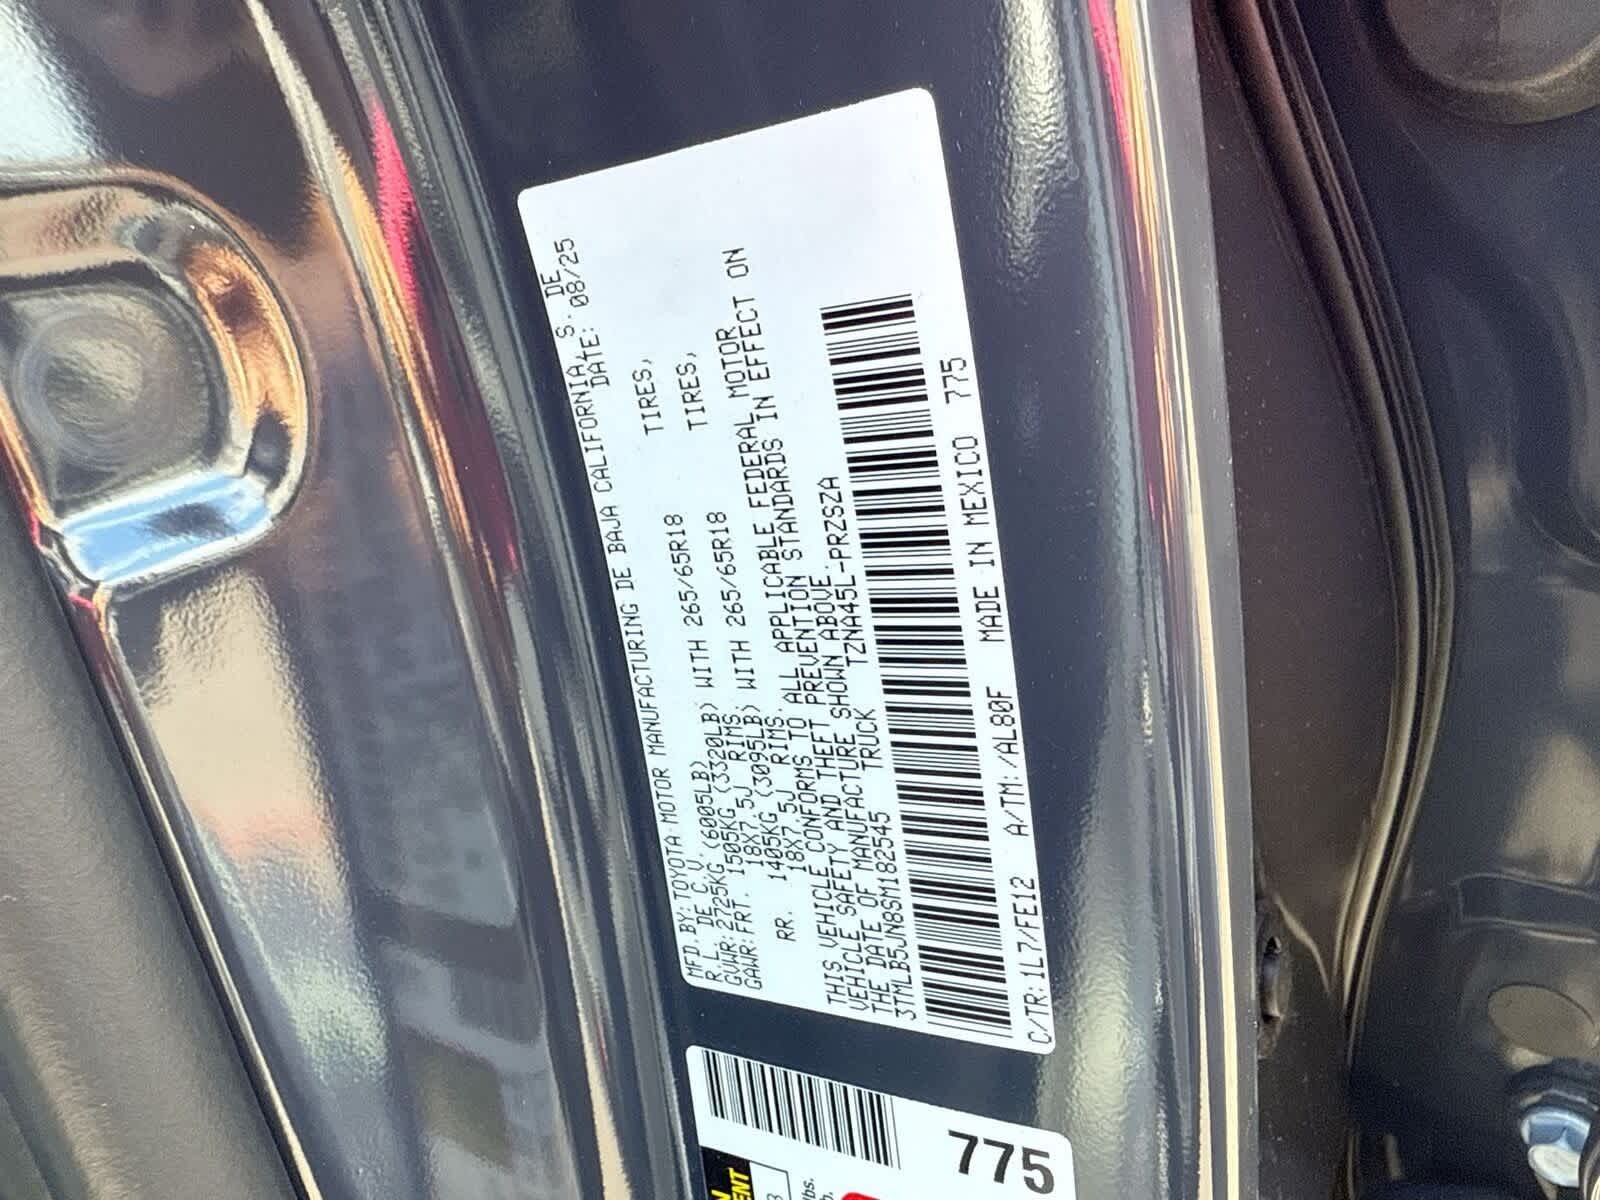 MFD.BY:TOYOTA MOTOR MANUFACTURING DE BAJA CALIFORNIA, S. DE
R.L. DE C.V. DATE: 08/25
GVWR:2725KG (6005LB)
GAWR:FRT. 1505KG (3320LB) WITH 265/65R18 TIRES,
18X7.5J RIMS,
RR. 1405KG (3095LB) WITH 265/65R18 TIRES,
18X7.5J RIMS.
THIS VEHICLE CONFORMS TO ALL APPLICABLE FEDERAL MOTOR
VEHICLE SAFETY AND THEFT PREVENTION STANDARDS IN EFFECT ON
THE DATE OF MANUFACTURE SHOWN ABOVE.
3TMLB5JN8SM182545 TRUCK TZNA45L-PRZSZA
C/TR:1L7/FE12 A/TM:/AL80F MADE IN MEXICO 775
775
lbs.